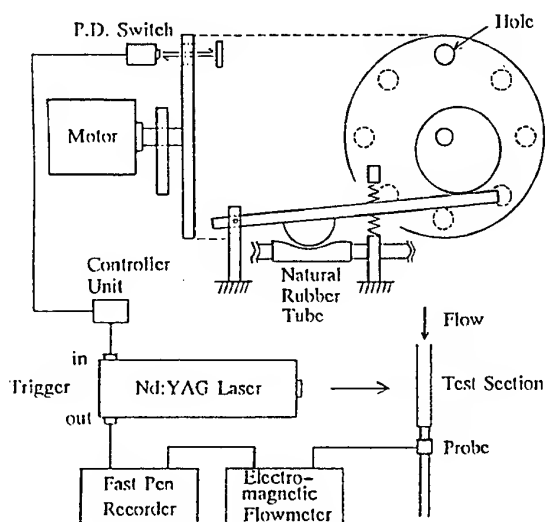 P.D. Switch
Hole
Motor
Controller
Unit
Natural
Rubber
Tube
Flow
in
Trigger
Nd:YAG Laser
Test Section
out
Probe
Fast Pen
Recorder
Electro-
magnetic
Flowmeter